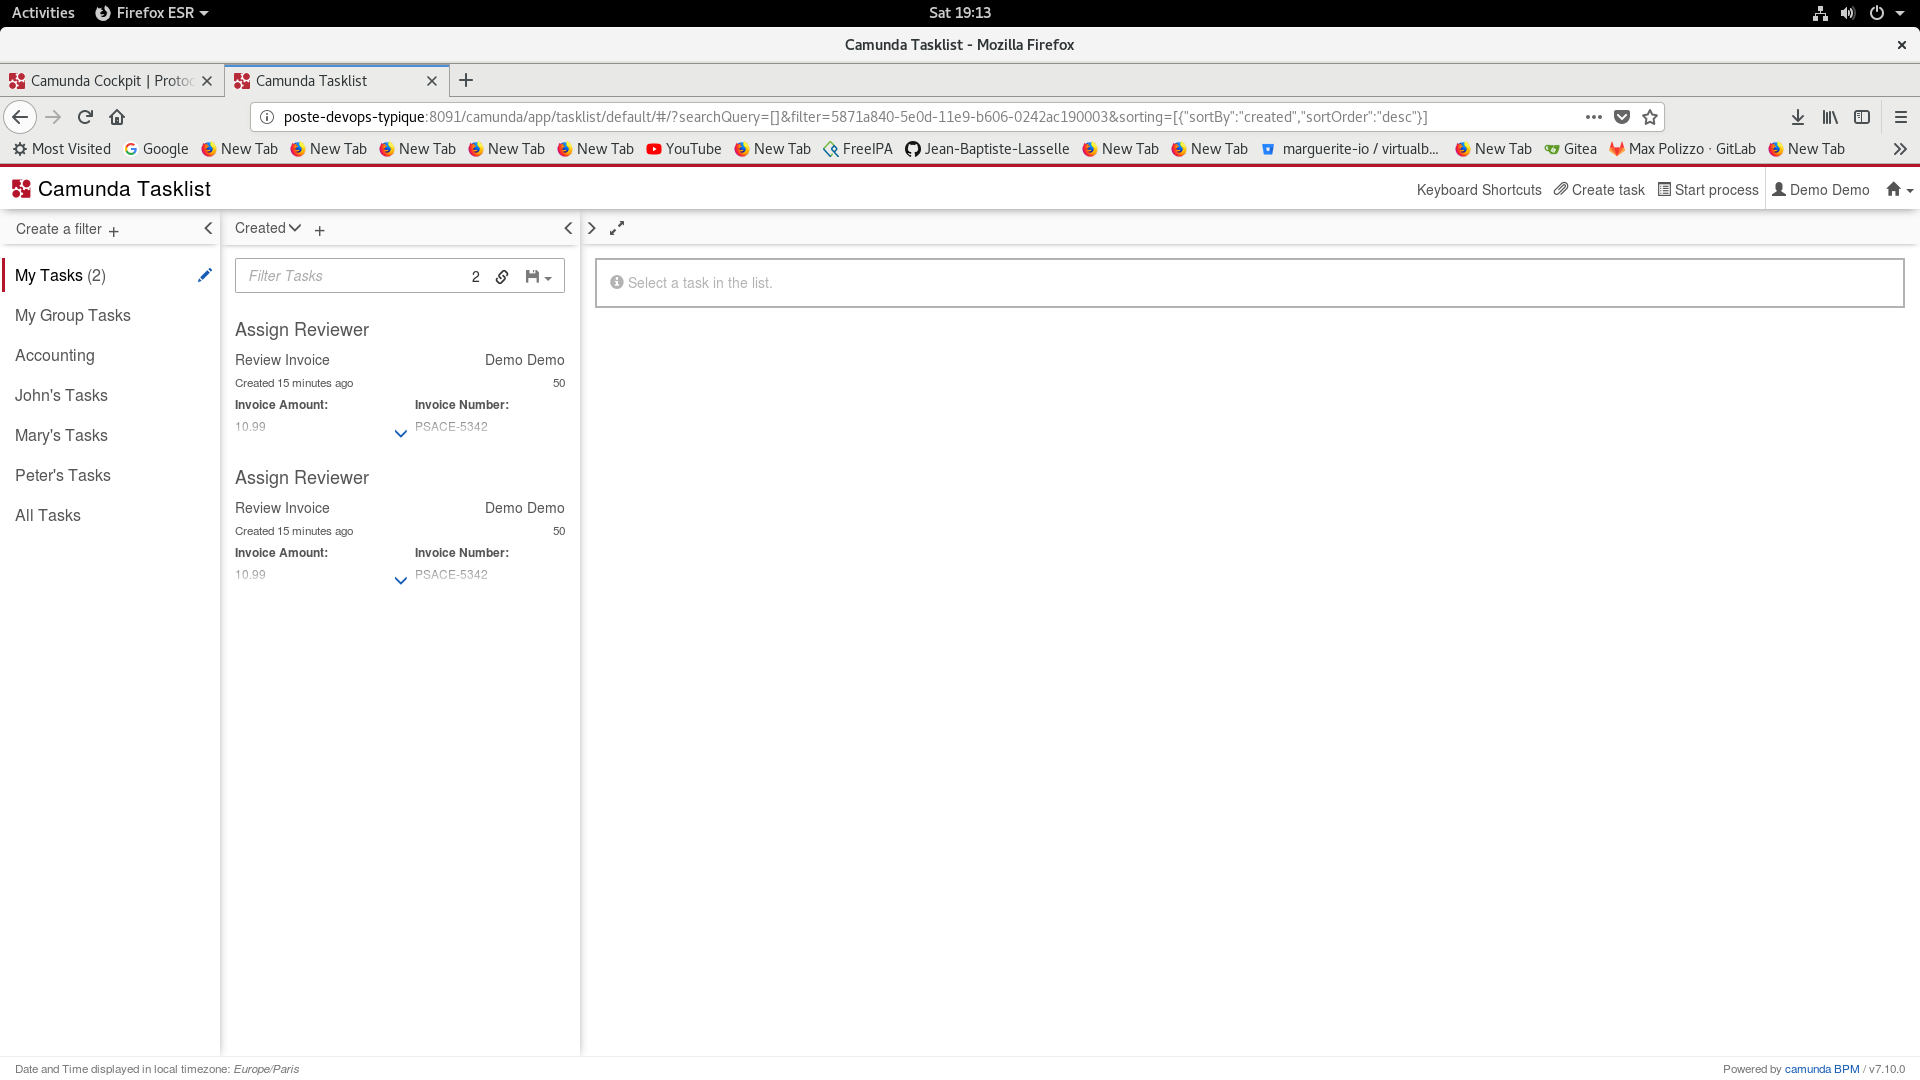 Activities Firefox ESR Sat 19:13
Camunda Tasklist - Mozilla Firefox
Camunda Cockpit | Protoc Camunda Tasklist
poste-devops-typique:8091/camunda/app/tasklist/default/#/?searchQuery=[]&filter=5871a840-5e0d-11e9-b606-0242ac190003&sorting=[{"sortBy":"created","sortOrder":"desc"}]
Most Visited Google New Tab New Tab New Tab New Tab New Tab YouTube New Tab FreeIPA Jean-Baptiste-Lasselle New Tab New Tab marguerite-io / virtualb... New Tab Gitea Max Polizzo · GitLab New Tab
Camunda Tasklist Keyboard Shortcuts Create task Start process Demo Demo
Create a filter + Created +
My Tasks (2)
My Group Tasks
Accounting
John's Tasks
Mary's Tasks
Peter's Tasks
All Tasks
Filter Tasks 2
Assign Reviewer
Review Invoice Demo Demo
Created 15 minutes ago 50
Invoice Amount: Invoice Number:
10.99 PSACE-5342
Assign Reviewer
Review Invoice Demo Demo
Created 15 minutes ago 50
Invoice Amount: Invoice Number:
10.99 PSACE-5342
Select a task in the list.
Date and Time displayed in local timezone: Europe/Paris Powered by camunda BPM / v7.10.0